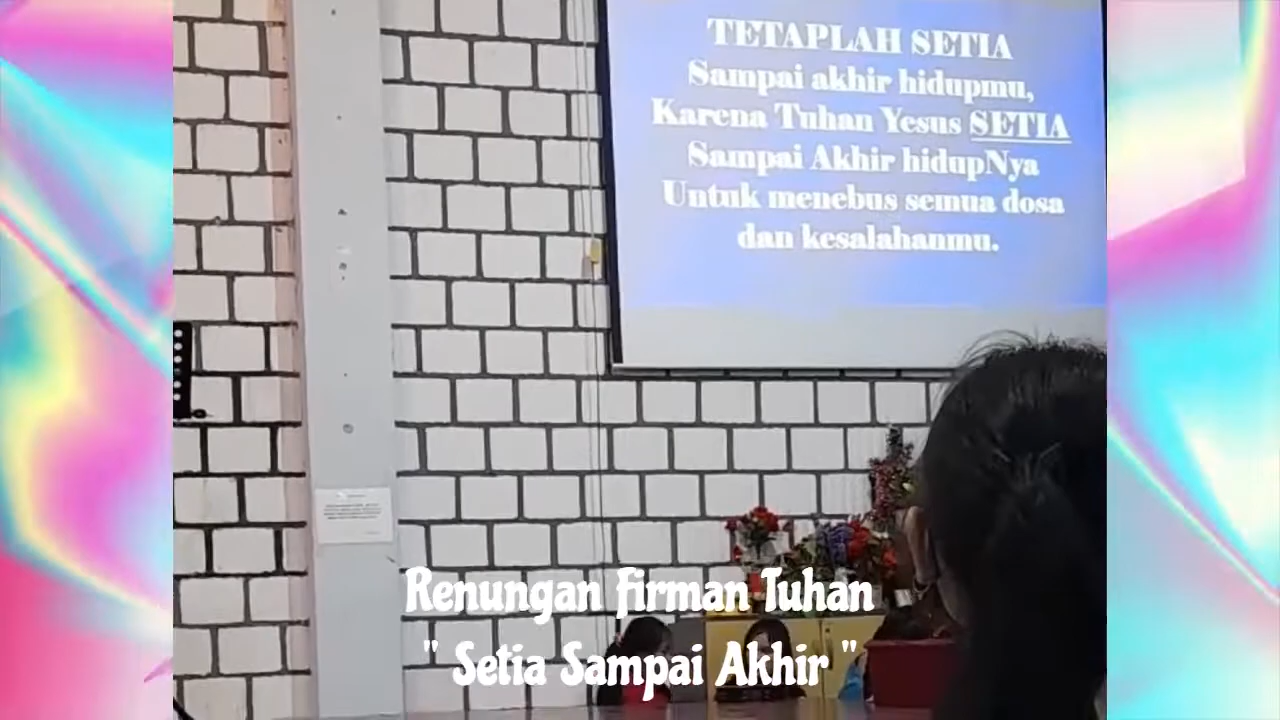 TETAPLAH SETIA
Sampai akhir hidupmu,
Karena Tuhan Yesus SETIA
Sampai Akhir hidupNya
Untuk menebus semua dosa
dan kesalahanmu.
Renungan Firman Tuhan
" Setia Sampai Akhir "